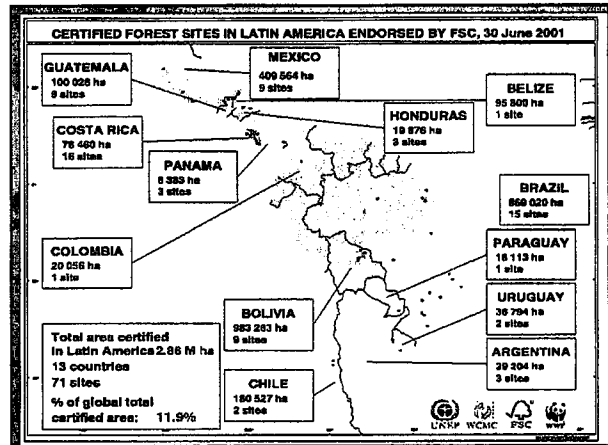 CERTIFIED FOREST SITES IN LATIN AMERICA ENDORSED BY FSC, 30 June 2001
MEXICO
409 564 ha
9 sites
GUATEMALA
100 026 ha
9 sites
BELIZE
95 800 ha
1 site
HONDURAS
19 876 ha
3 sites
COSTA RICA
76 460 ha
16 sites
PANAMA
8 383 ha
3 sites
BRAZIL
869 020 ha
15 sites
COLOMBIA
20 056 ha
1 site
PARAGUAY
18 113 ha
1 site
URUGUAY
36 794 ha
2 sites
BOLIVIA
983 263 ha
9 sites
ARGENTINA
29 204 ha
3 sites
CHILE
180 527 ha
2 sites
Total area certified
in Latin America 2.86 M ha
13 countries
71 sites
% of global total
certified area: 11.9%
UNEP WCMC FSC WWF